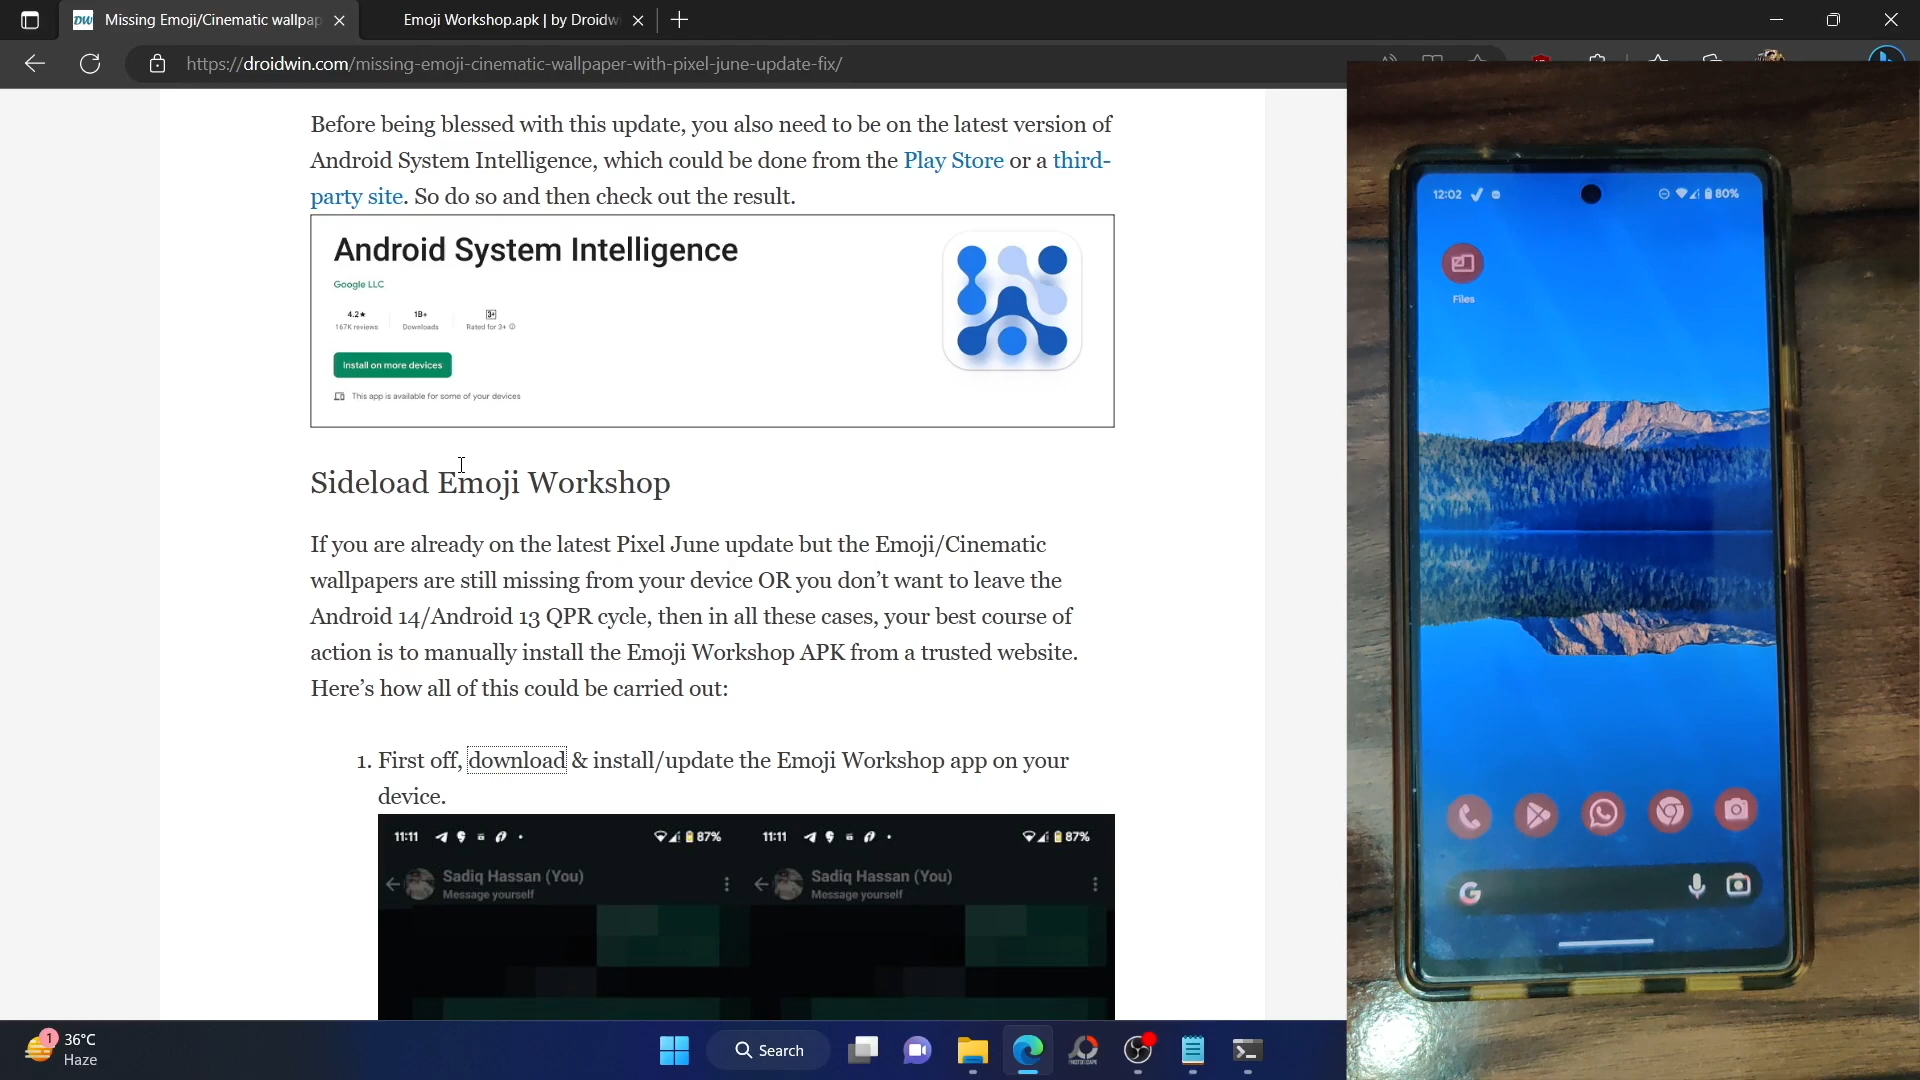 Missing Emoji/Cinematic wallpap
Emoji Workshop.apk | by Droidw
https://droidwin.com/missing-emoji-cinematic-wallpaper-with-pixel-june-update-fix/
Before being blessed with this update, you also need to be on the latest version of
Android System Intelligence, which could be done from the Play Store or a third-
party site. So do so and then check out the result.
Android System Intelligence
Google LLC
4.2★
1B+
3+
167K reviews
Downloads
Rated for 3+
Install on more devices
This app is available for some of your devices
Sideload Emoji Workshop
If you are already on the latest Pixel June update but the Emoji/Cinematic
wallpapers are still missing from your device OR you don’t want to leave the
Android 14/Android 13 QPR cycle, then in all these cases, your best course of
action is to manually install the Emoji Workshop APK from a trusted website.
Here’s how all of this could be carried out:
1. First off, download & install/update the Emoji Workshop app on your
device.
11:11
87%
11:11
87%
Sadiq Hassan (You)
Message yourself
Sadiq Hassan (You)
Message yourself
12:02
80%
Files
G
1
36°C
Haze
Search